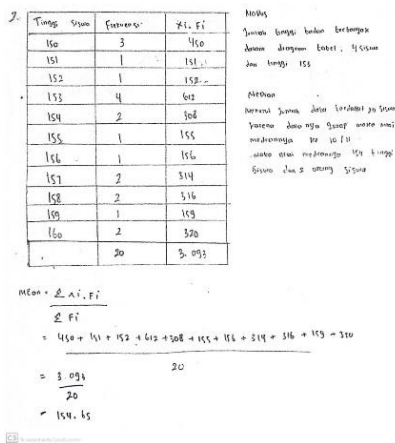 2.
Tinggi Siswa | Frekuensi | xi.Fi
150 | 3 | 450
151 | 1 | 151
152 | 1 | 152
153 | 4 | 612
154 | 2 | 308
155 | 1 | 155
156 | 1 | 156
157 | 2 | 314
158 | 2 | 316
159 | 1 | 159
160 | 2 | 320
20 | 3.093
Modus
Jumlah tinggi badan terbanyak
dalam diagram tabel, 4 siswa
dan tinggi 153
Median
jumlah data terdapat 20 siswa
karena data nya genap maka nilai
mediannya ke 10/11
maka nilai mediannya 154 tinggi
siswa dan 2 orang siswa
Mean = Σ xi.Fi
Σ Fi
= 450 + 151 + 152 + 612 + 308 + 155 + 156 + 314 + 316 + 159 + 320
20
= 3.093
20
= 154.65
CS